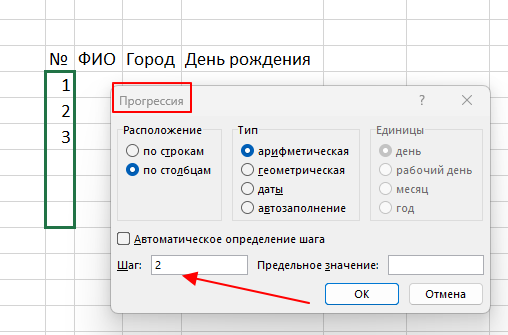 № ФИО Город День рождения
1
2
3
Прогрессия ? ×
Расположение
по строкам
по столбцам
Тип
арифметическая
геометрическая
даты
автозаполнение
Единицы
день
рабочий день
месяц
год
Автоматическое определение шага
Шаг: 2 Предельное значение:
ОК Отмена